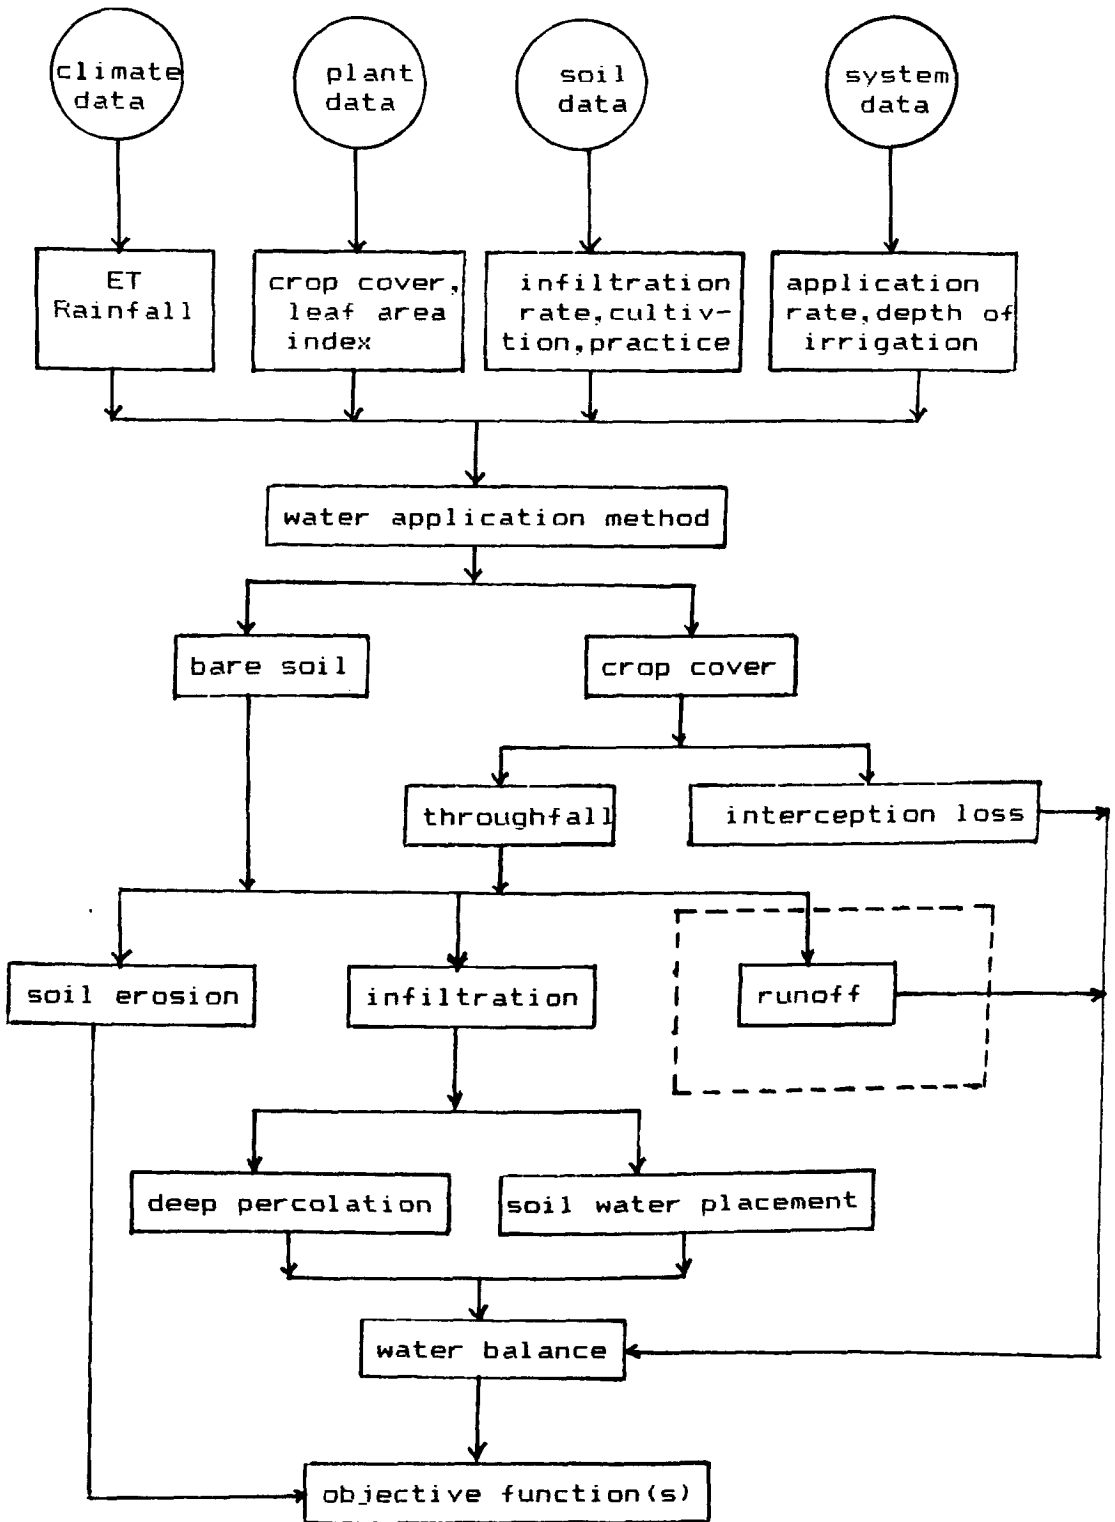 climate
data
plant
data
soil
data
system
data
ET
Rainfall
crop cover,
leaf area
index
infiltration
rate,cultiv-
tion,practice
application
rate,depth of
irrigation
water application method
bare soil
crop cover
throughfall
interception loss
soil erosion
infiltration
runoff
deep percolation
soil water placement
water balance
objective function(s)